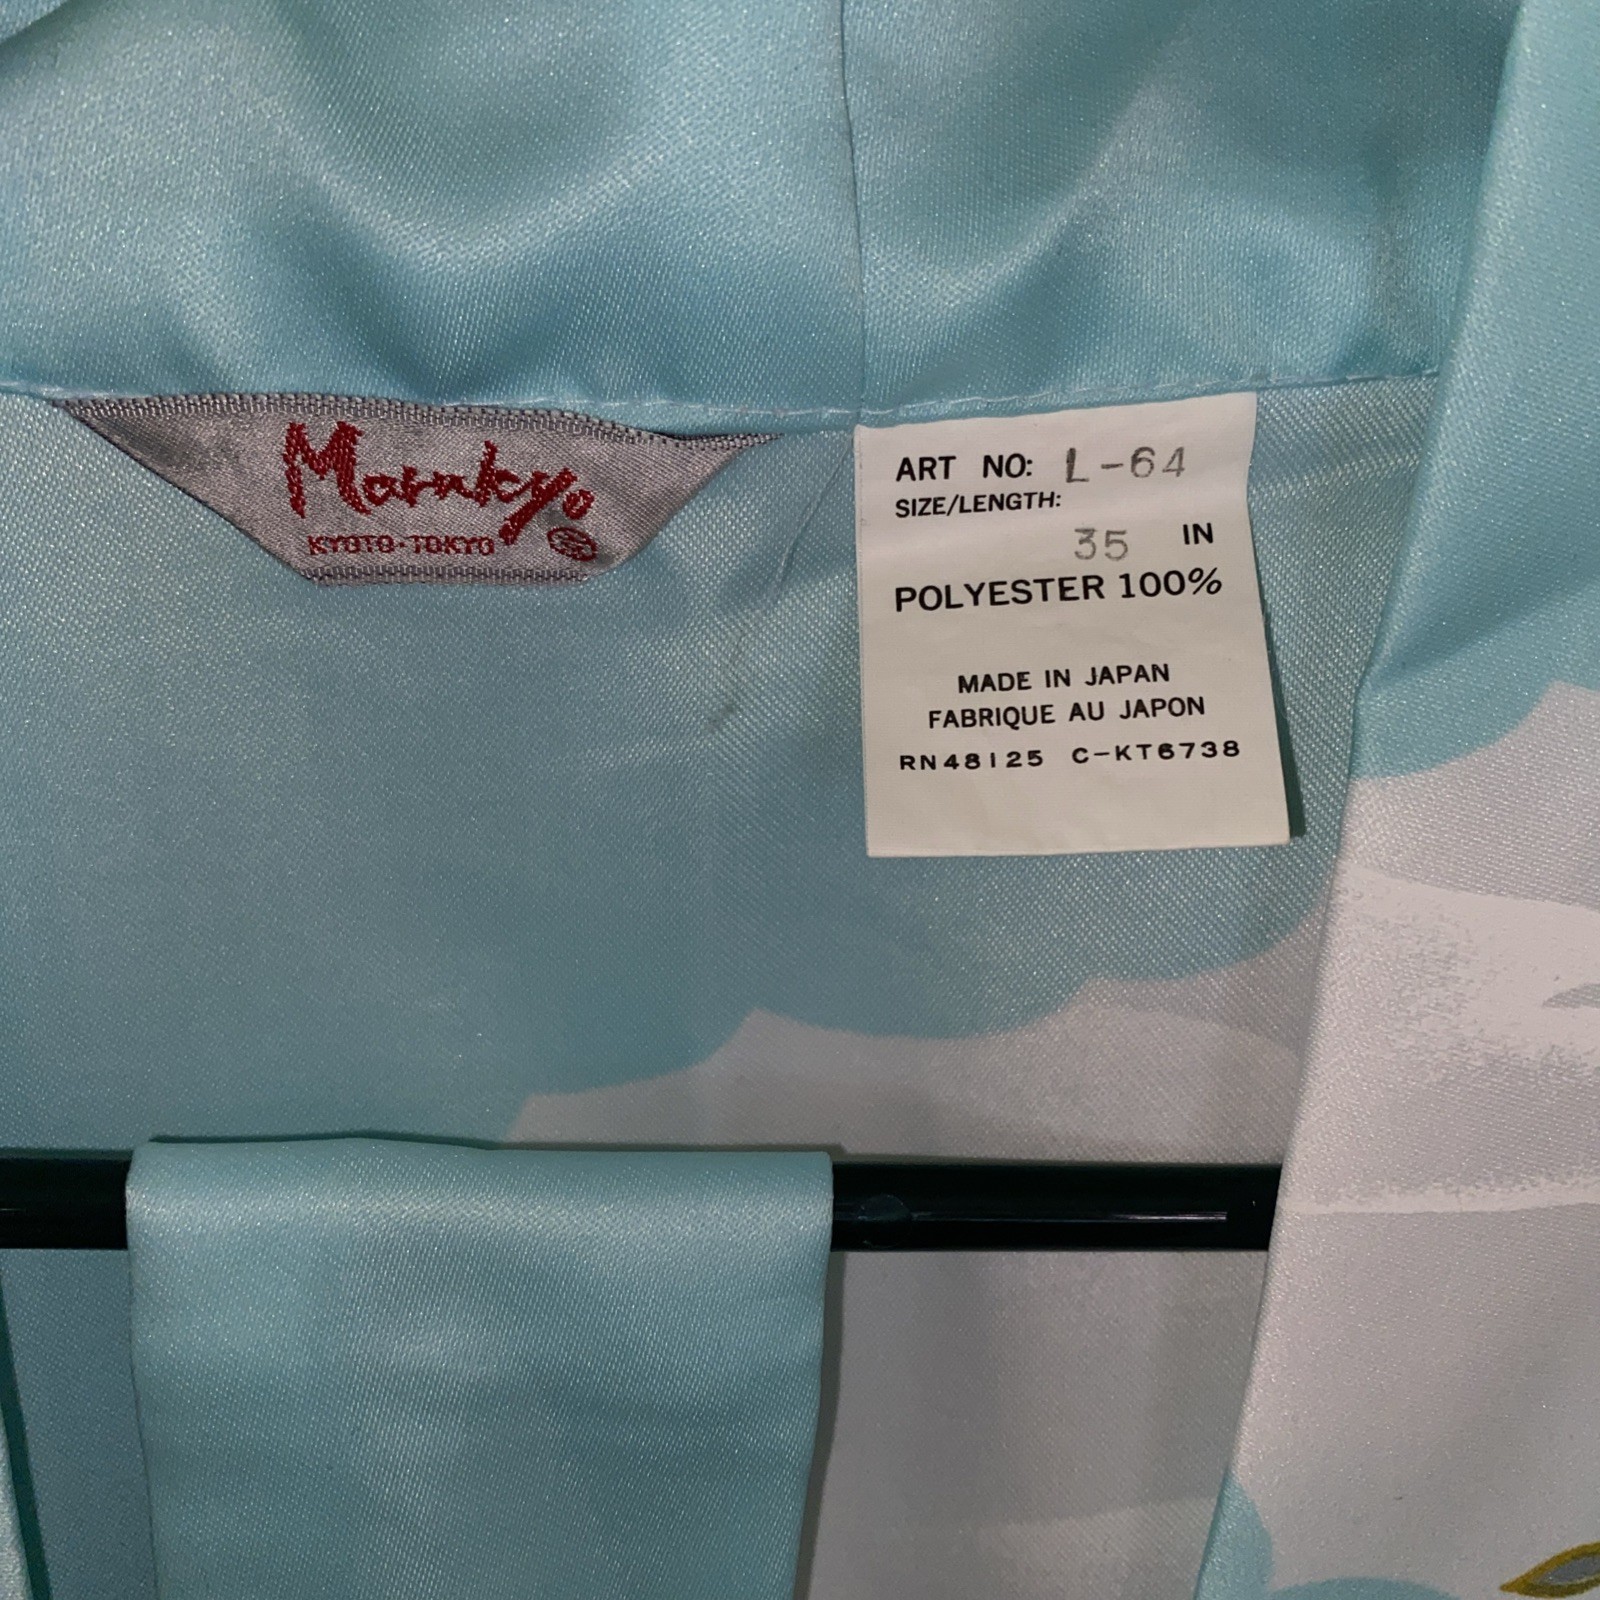 Marukyo
KYOTO·TOKYO
ART NO: L-64
SIZE/LENGTH:
35 IN
POLYESTER 100%
MADE IN JAPAN
FABRIQUE AU JAPON
RN48125 C-KT6738